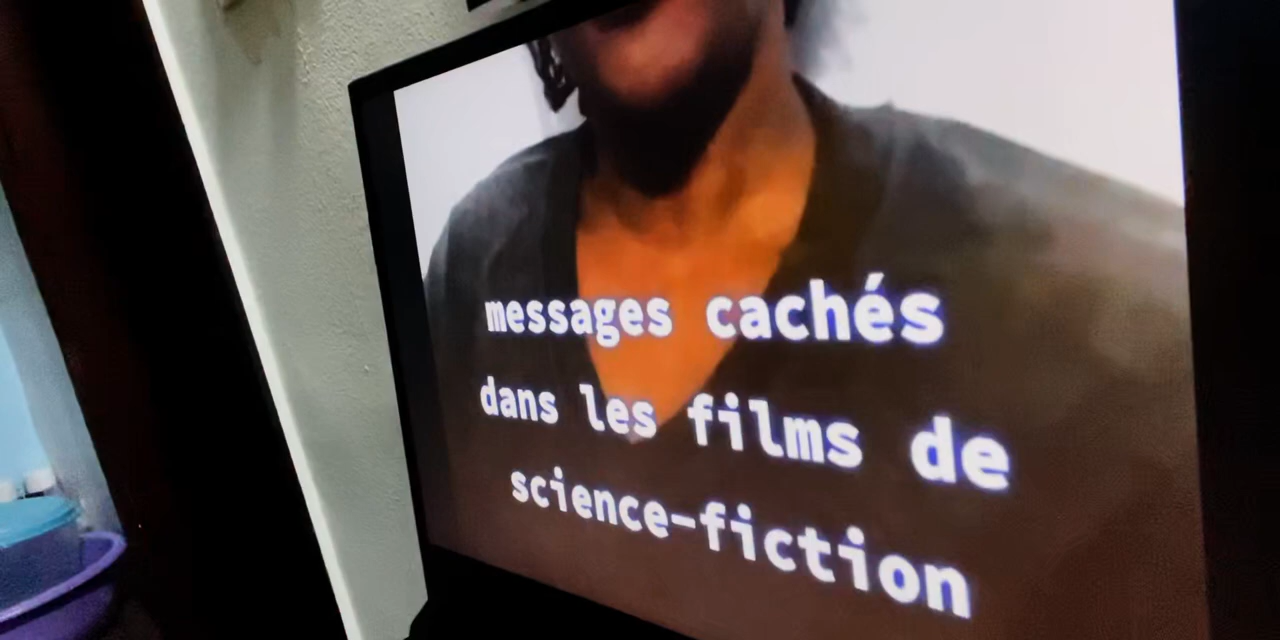 messages cachés
dans les films de
science-fiction